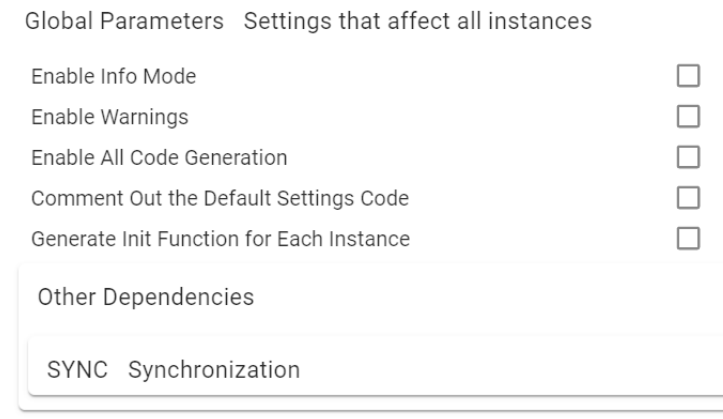 Global Parameters Settings that affect all instances
Enable Info Mode
Enable Warnings
Enable All Code Generation
Comment Out the Default Settings Code
Generate Init Function for Each Instance
Other Dependencies
SYNC Synchronization